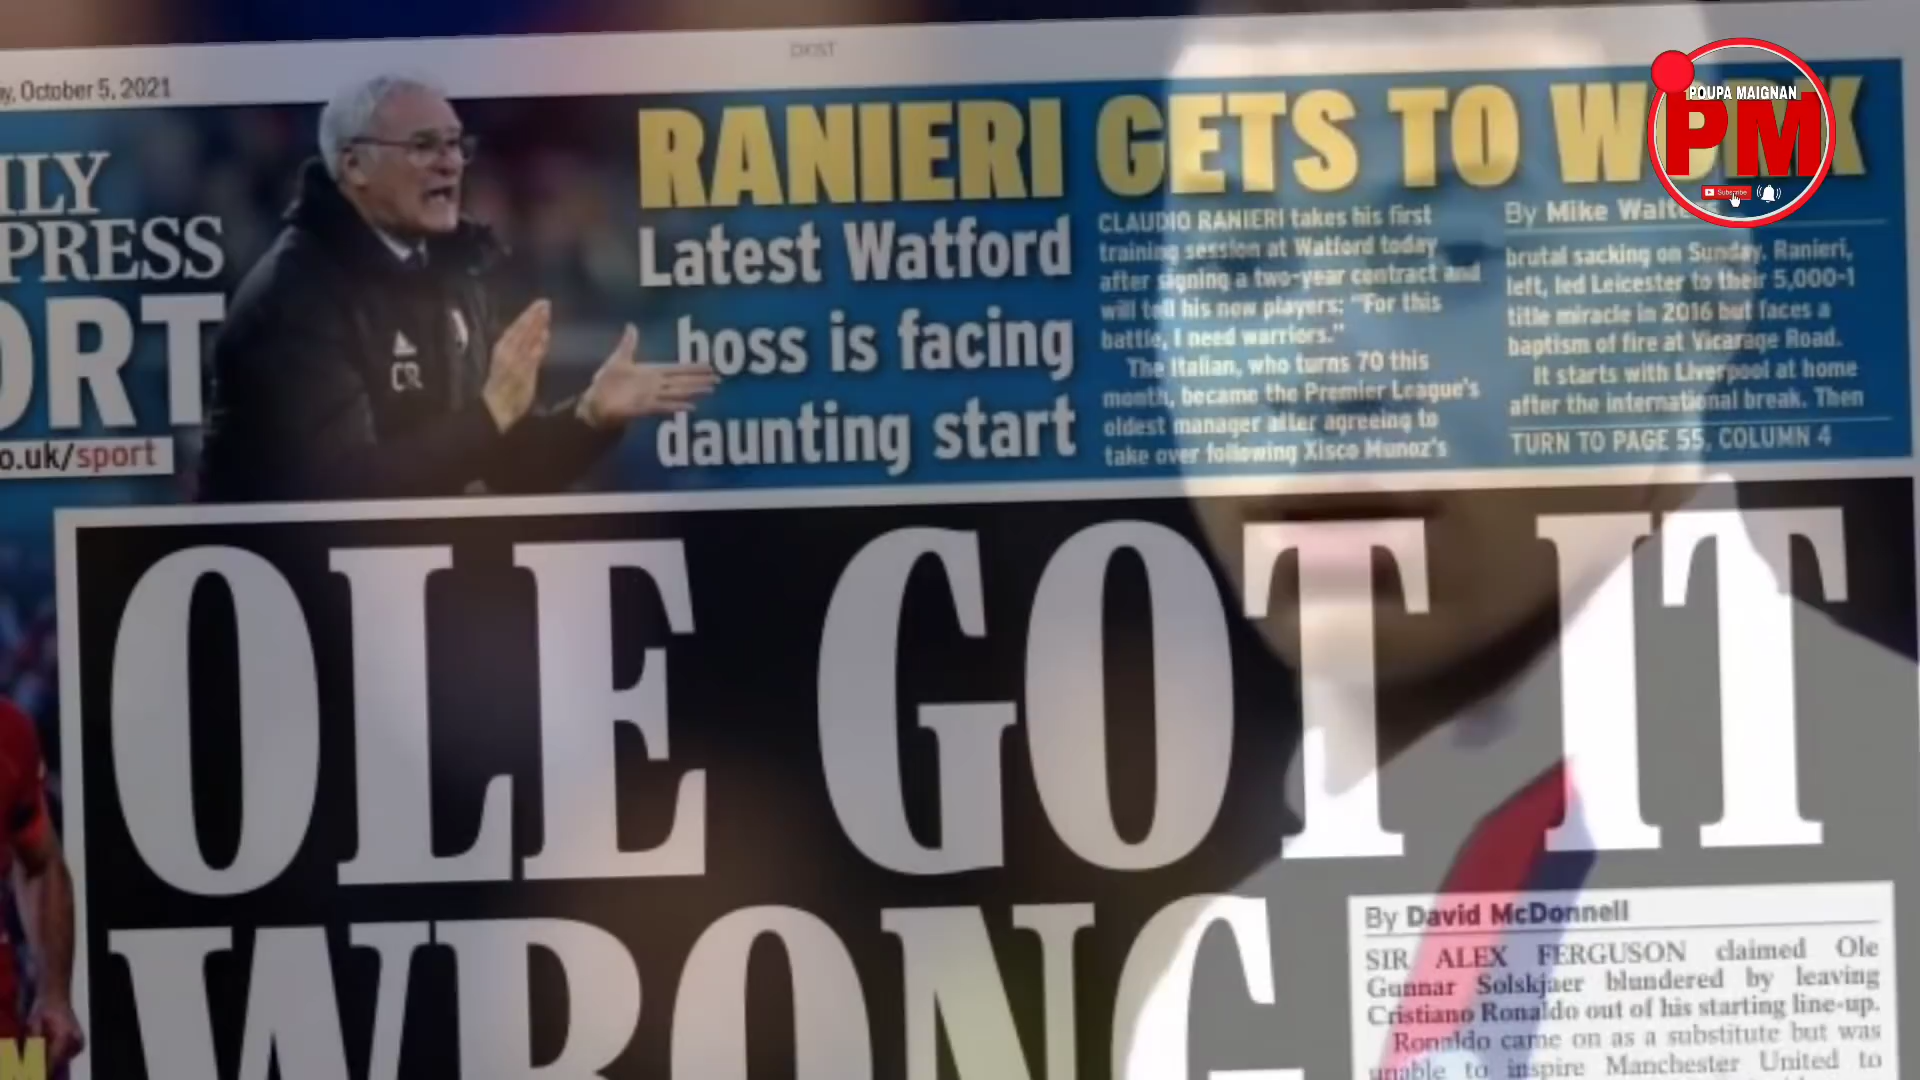 y, October 5, 2021
ILY
PRESS
ORT
o.uk/sport
CR
RANIERI GETS TO WORK
Latest Watford
boss is facing
daunting start
CLAUDIO RANIERI takes his first
training session at Watford today
after signing a two-year contract and
will tell his new players: "For this
battle, I need warriors."
The Italian, who turns 70 this
month, became the Premier League's
oldest manager after agreeing to
take over following Xisco Munoz's
By Mike Walte
brutal sacking on Sunday. Ranieri,
left, led Leicester to their 5,000-1
title miracle in 2016 but faces a
baptism of fire at Vicarage Road.
It starts with Liverpool at home
after the international break. Then
TURN TO PAGE 55, COLUMN 4
POUPA MAIGNAN
PM
Subscribe
OLE GOT IT
WRONG
By David McDonnell
SIR ALEX FERGUSON claimed Ole
Gunnar Solskjaer blundered by leaving
Cristiano Ronaldo out of his starting line-up.
Ronaldo came on as a substitute but was
unable to inspire Manchester United to
M